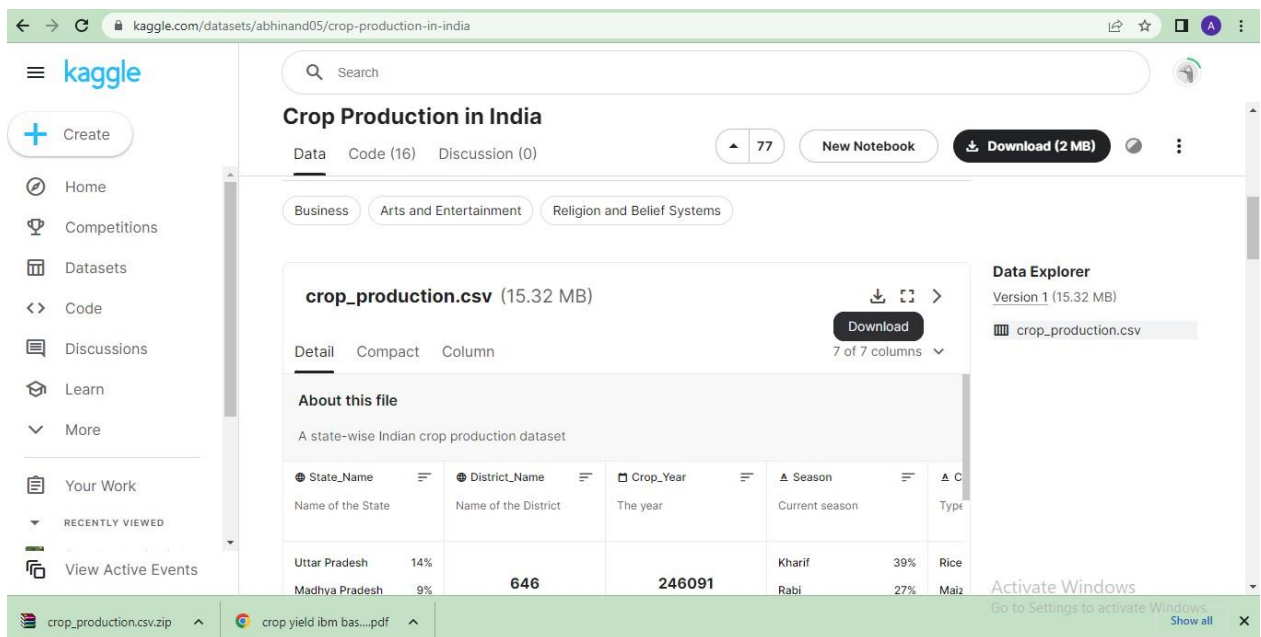 kaggle.com/datasets/abhinand05/crop-production-in-india
A
kaggle
Search
Crop Production in India
Create
Data Code (16) Discussion (0)
77
New Notebook
Download (2 MB)
Home
Competitions
Datasets
Code
Discussions
Learn
More
Your Work
RECENTLY VIEWED
View Active Events
Business Arts and Entertainment Religion and Belief Systems
crop_production.csv (15.32 MB)
Download
Detail Compact Column
7 of 7 columns
About this file
A state-wise Indian crop production dataset
State_Name District_Name Crop_Year A Season A C
Name of the State Name of the District The year Current season Type
Uttar Pradesh 14% 646 246091 Kharif 39% Rice
Madhya Pradesh 9% Rabi 27% Maiz
Data Explorer
Version 1 (15.32 MB)
crop_production.csv
Activate Windows
Go to Settings to activate Windows.
crop_production.csv.zip crop yield ibm bas....pdf Show all